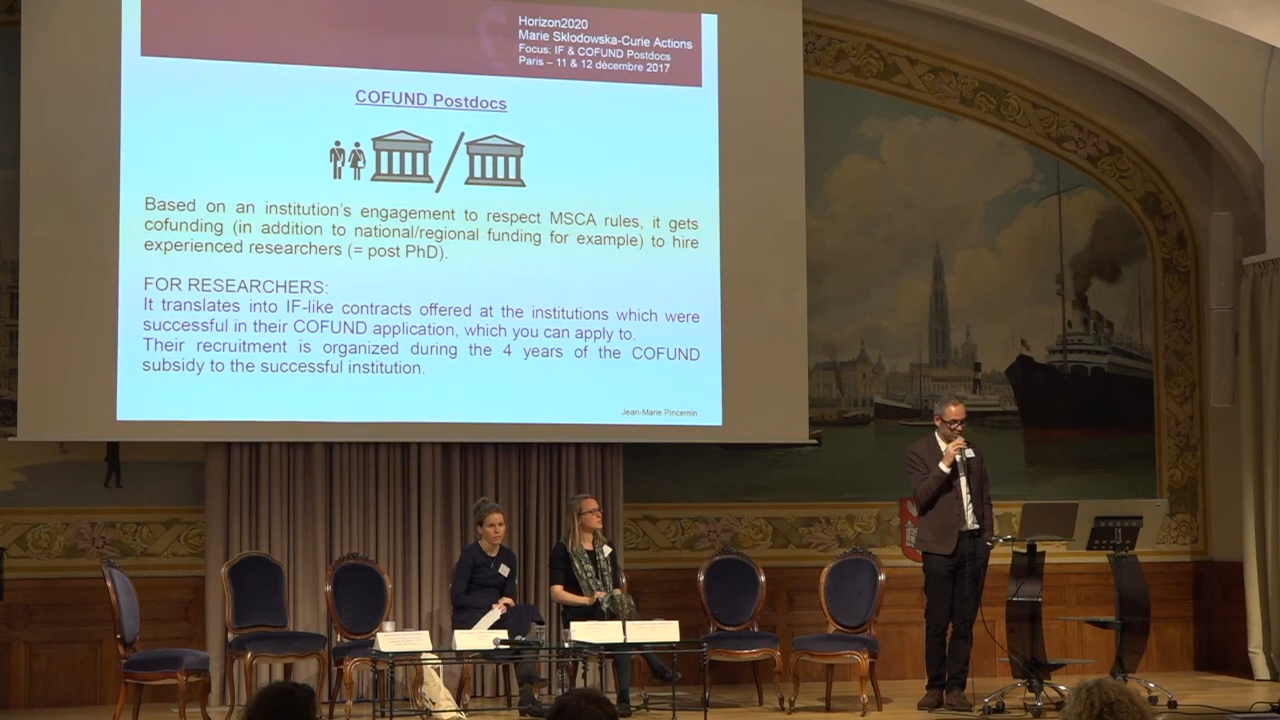 Horizon2020
Marie Skłodowska-Curie Actions
Focus: IF & COFUND Postdocs
Paris – 11 & 12 décembre 2017
COFUND Postdocs
Based on an institution's engagement to respect MSCA rules, it gets
cofunding (in addition to national/regional funding for example) to hire
experienced researchers (= post PhD).
FOR RESEARCHERS:
It translates into IF-like contracts offered at the institutions which were
successful in their COFUND application, which you can apply to.
Their recruitment is organized during the 4 years of the COFUND
subsidy to the successful institution.
Jean-Marie Pincemin